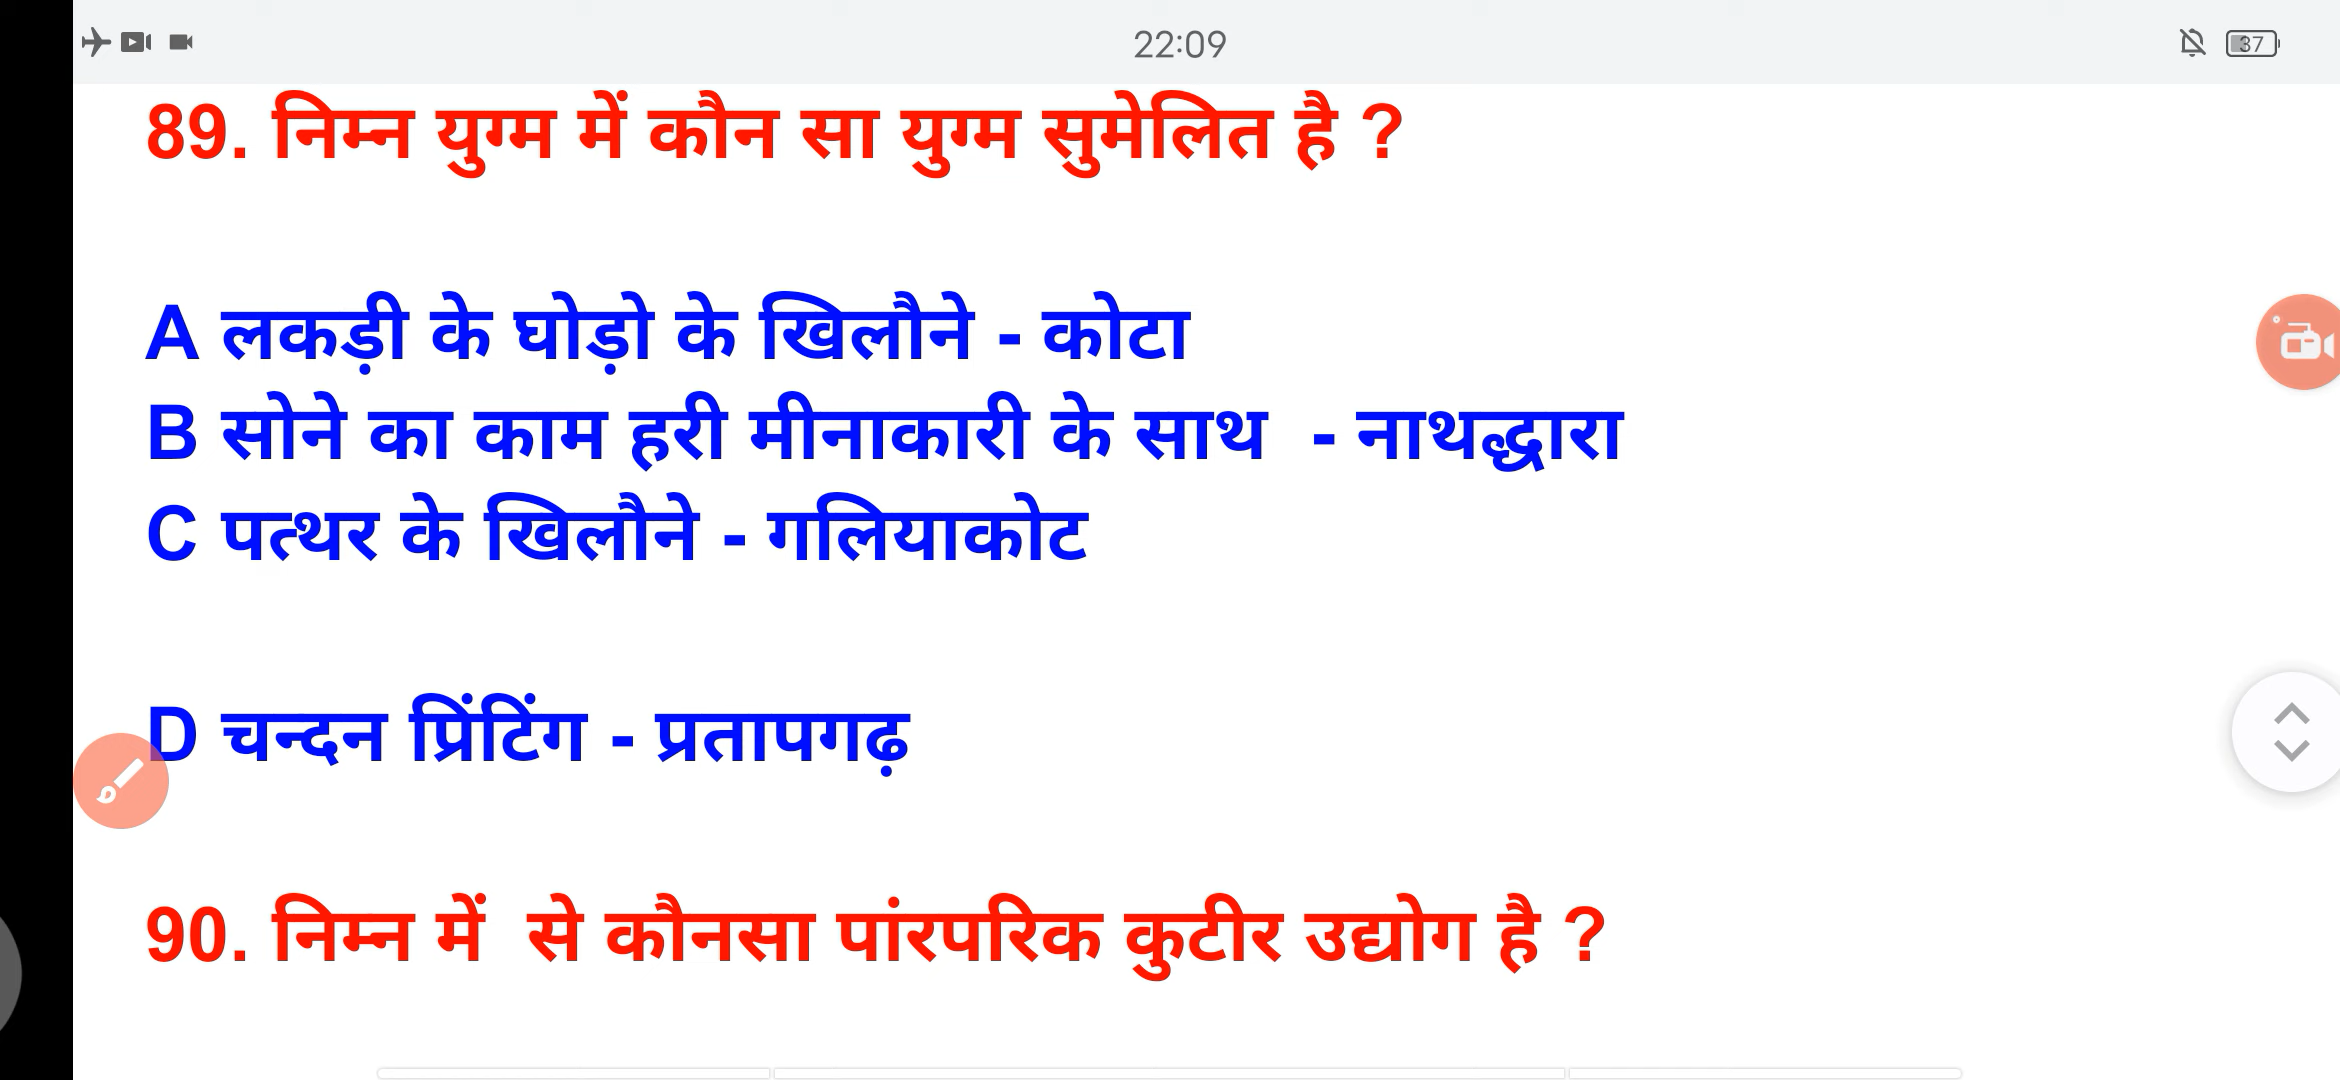 22:09
37
89. निम्न युग्म में कौन सा युग्म सुमेलित है ?
A लकड़ी के घोड़ो के खिलौने - कोटा
B सोने का काम हरी मीनाकारी के साथ - नाथद्धारा
C पत्थर के खिलौने - गलियाकोट
D चन्दन प्रिंटिंग - प्रतापगढ़
90. निम्न में से कौनसा पांरपरिक कुटीर उद्योग है ?